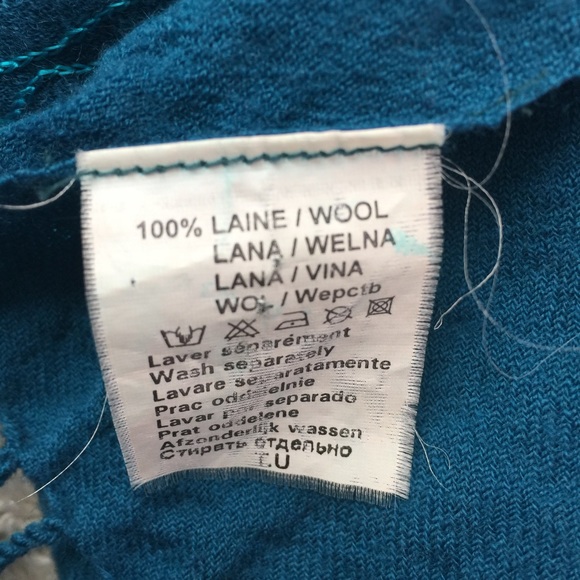 100% LAINE / WOOL
LANA / WELNA
LANA / VINA
WOL / Wepctb
Laver séparément
Wash separately
Lavare separatamente
Prac oddzielnie
Lavar por separado
Prat oddelene
Afzonderlijk wassen
Стирать отдельно
EU